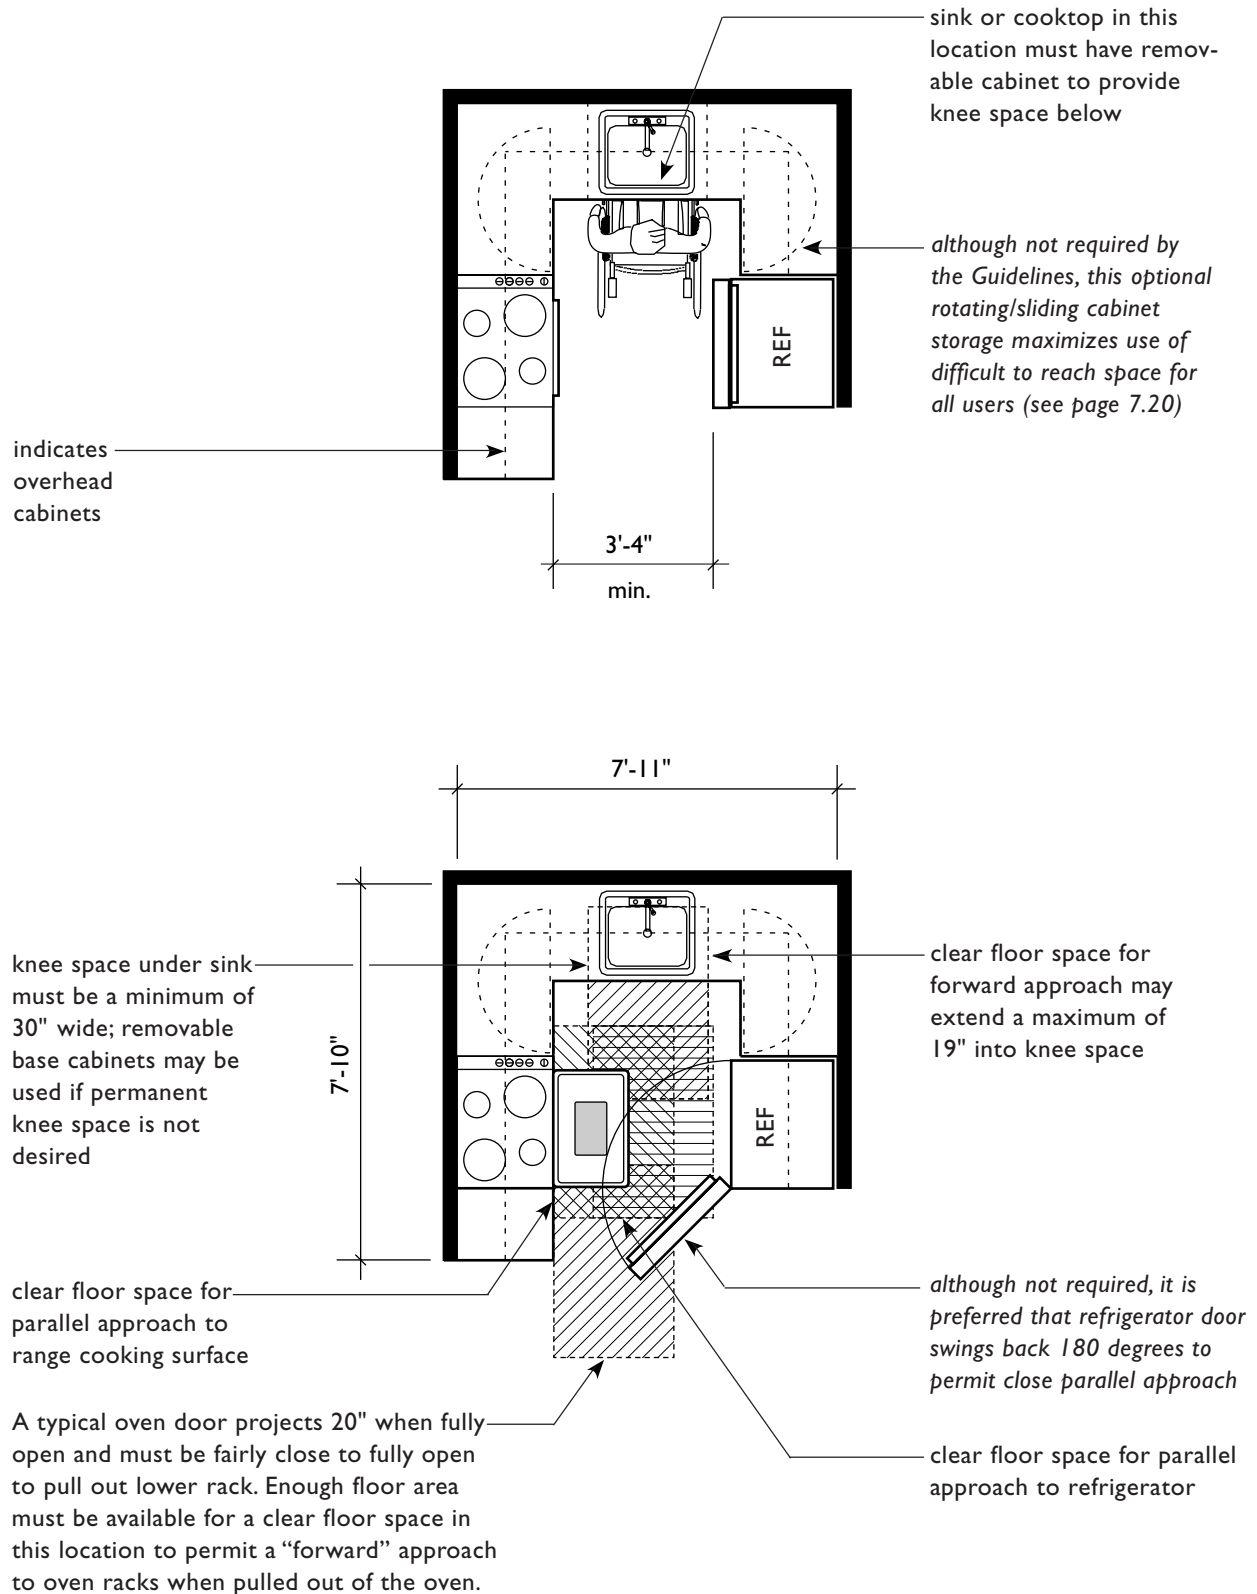 sink or cooktop in this
location must have remov-
able cabinet to provide
knee space below
although not required by
the Guidelines, this optional
rotating/sliding cabinet
storage maximizes use of
difficult to reach space for
all users (see page 7.20)
REF
indicates
overhead
cabinets
3'-4"
min.
7'-11"
7'-10"
knee space under sink
must be a minimum of
30" wide; removable
base cabinets may be
used if permanent
knee space is not
desired
clear floor space for
forward approach may
extend a maximum of
19" into knee space
REF
clear floor space for
parallel approach to
range cooking surface
although not required, it is
preferred that refrigerator door
swings back 180 degrees to
permit close parallel approach
A typical oven door projects 20" when fully
open and must be fairly close to fully open
to pull out lower rack. Enough floor area
must be available for a clear floor space in
this location to permit a “forward” approach
to oven racks when pulled out of the oven.
clear floor space for parallel
approach to refrigerator